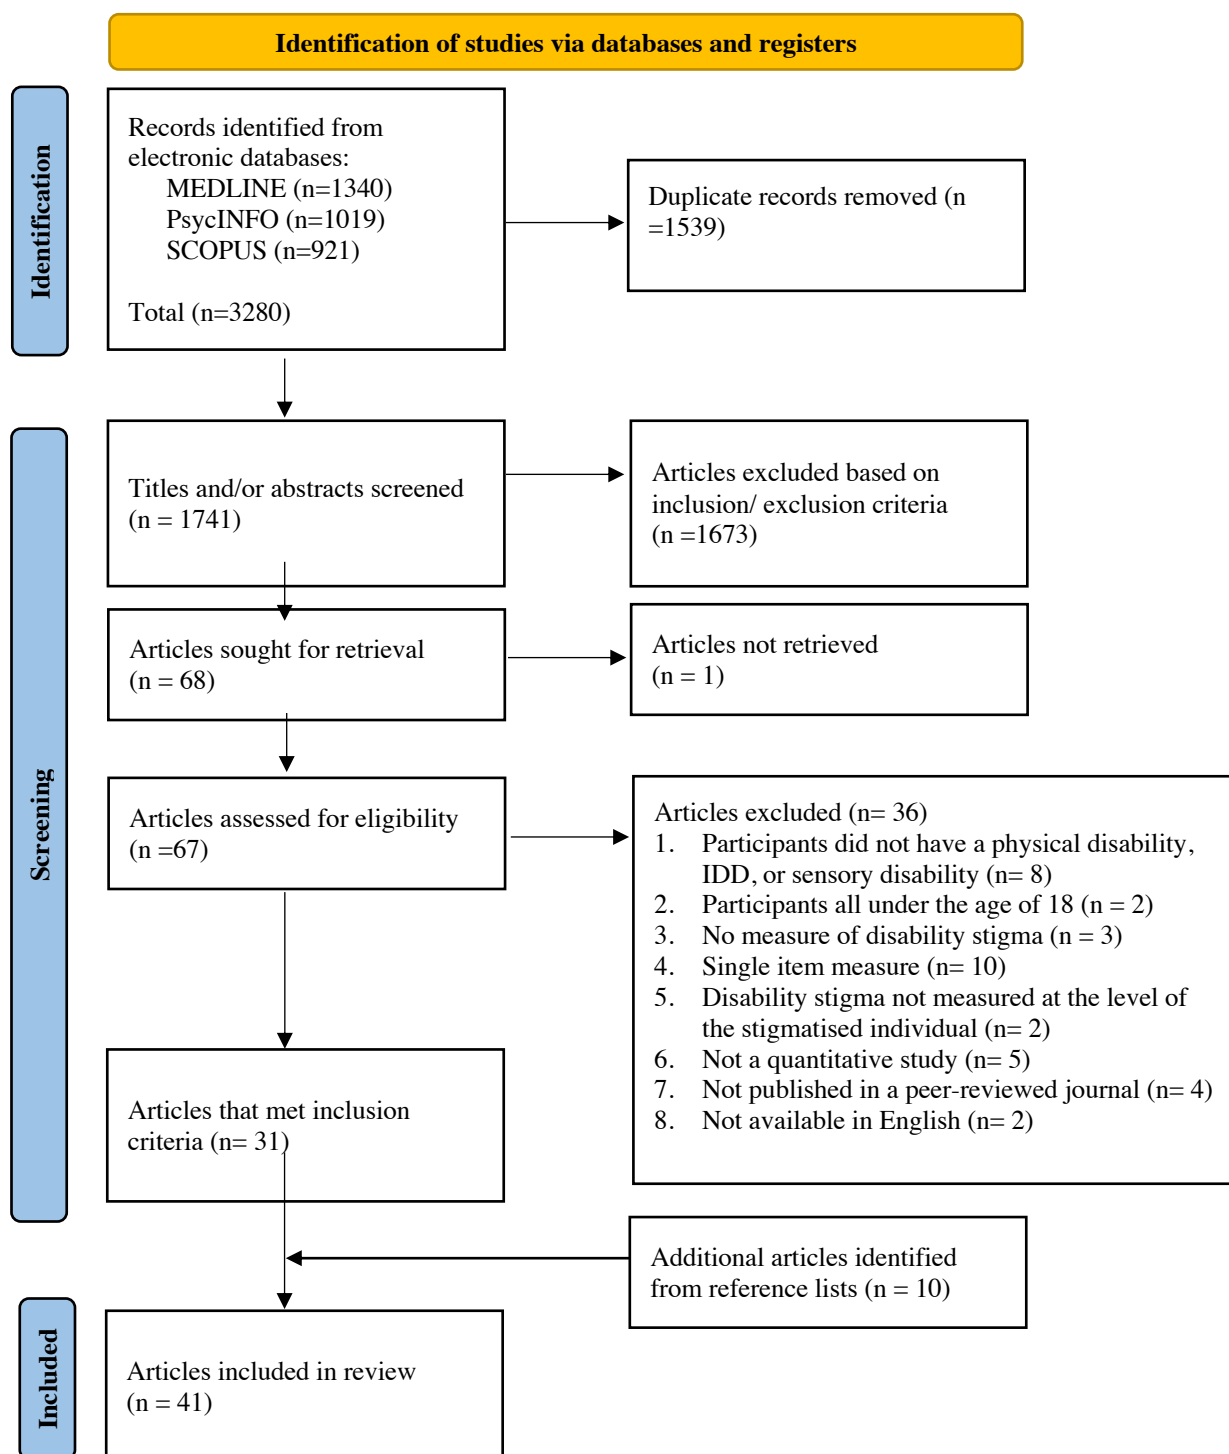 Identification of studies via databases and registers
Identification
Records identified from
electronic databases:
MEDLINE (n=1340)
PsycINFO (n=1019)
SCOPUS (n=921)
Total (n=3280)
Duplicate records removed (n
=1539)
Screening
Titles and/or abstracts screened
(n = 1741)
Articles excluded based on
inclusion/ exclusion criteria
(n =1673)
Articles sought for retrieval
(n = 68)
Articles not retrieved
(n = 1)
Articles assessed for eligibility
(n =67)
Articles excluded (n= 36)
1. Participants did not have a physical disability,
IDD, or sensory disability (n= 8)
2. Participants all under the age of 18 (n = 2)
3. No measure of disability stigma (n = 3)
4. Single item measure (n= 10)
5. Disability stigma not measured at the level of
the stigmatised individual (n= 2)
6. Not a quantitative study (n= 5)
7. Not published in a peer-reviewed journal (n= 4)
8. Not available in English (n= 2)
Articles that met inclusion
criteria (n= 31)
Additional articles identified
from reference lists (n = 10)
Included
Articles included in review
(n = 41)